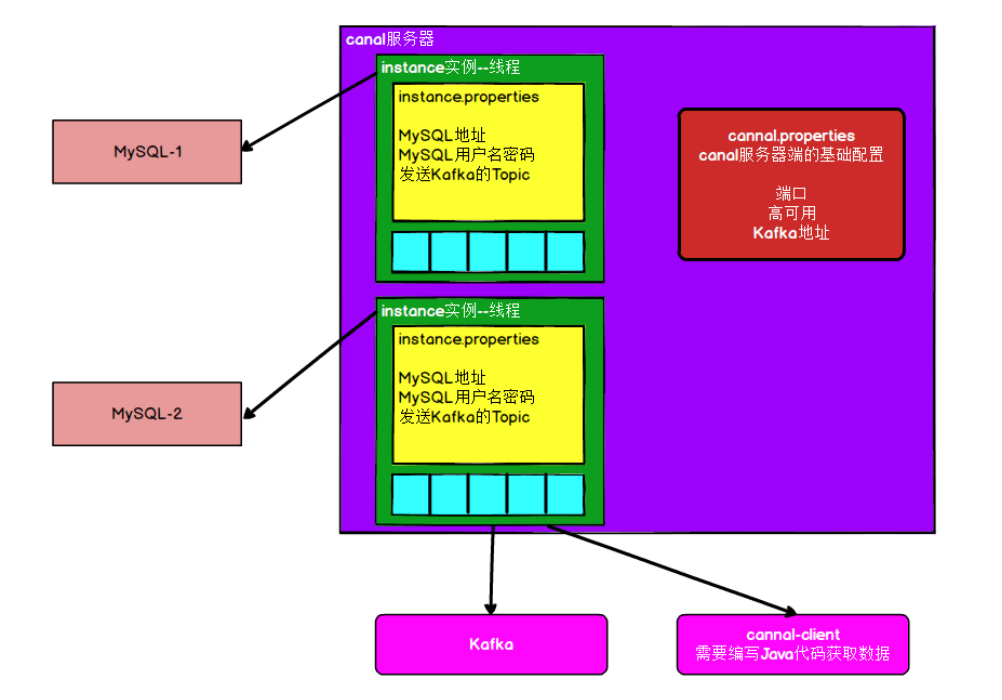 canal服务器
instance实例--线程
instance.properties
MySQL地址
MySQL用户名密码
发送Kafka的Topic
MySQL-1
cannal.properties
canal服务器端的基础配置
端口
高可用
Kafka地址
instance实例--线程
instance.properties
MySQL地址
MySQL用户名密码
发送Kafka的Topic
MySQL-2
Kafka
cannal-client
需要编写Java代码获取数据